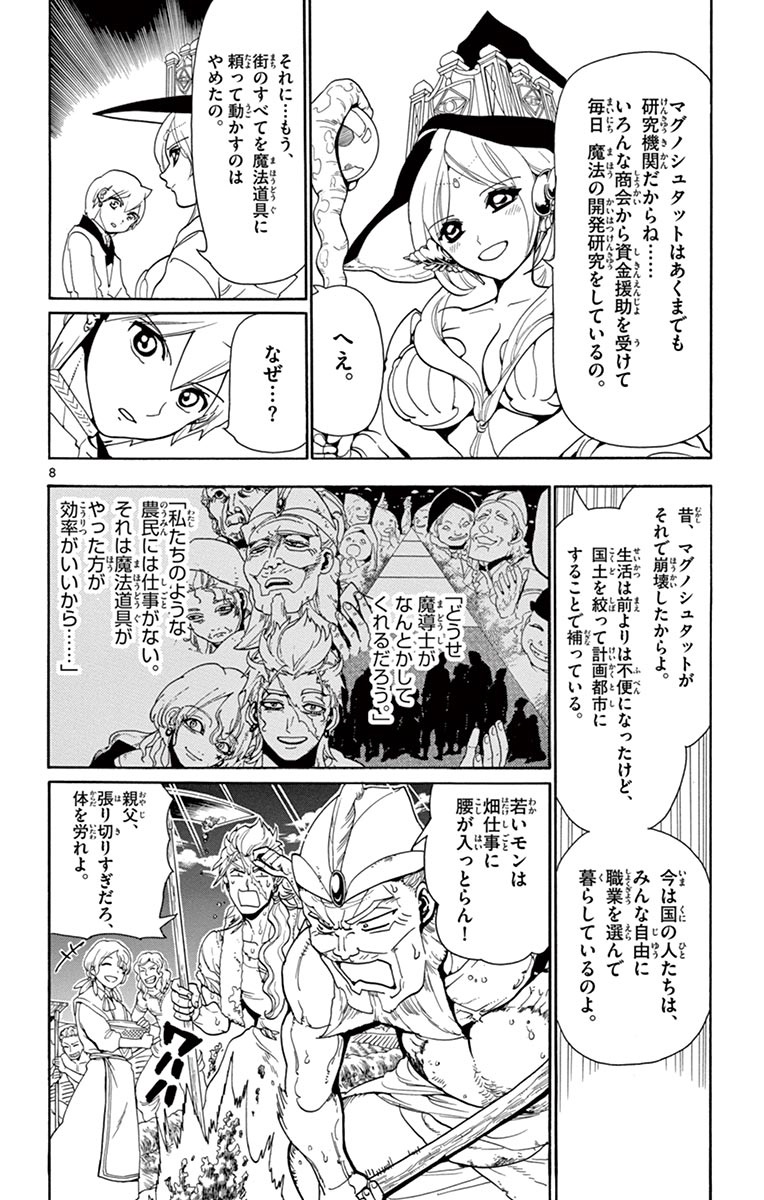 マグノシュタットはあくまでも
研究機関だからね……
いろんな商会から資金援助を受けて
毎日 魔法の開発研究をしているの。
へえ。
それに…もう、
街のすべてを魔法道具に
頼って動かすのは
やめたの。
なぜ…?
8
昔、マグノシュタットが
それで崩壊したからよ。
生活は前よりは不便になったけど、
国土を絞って計画都市に
することで補っている。
「どうせ
魔導士が
なんとかして
くれるだろう。」
「私たちのような
農民には仕事がない。
それは魔法道具が
やった方が
効率がいいから……」
今は国の人たちは、
みんな自由に
職業を選んで
暮らしているのよ。
若いモンは
畑仕事に
腰が入っとらん!
親父、
張り切りすぎだろ、
体を労れよ。
ワハハハ